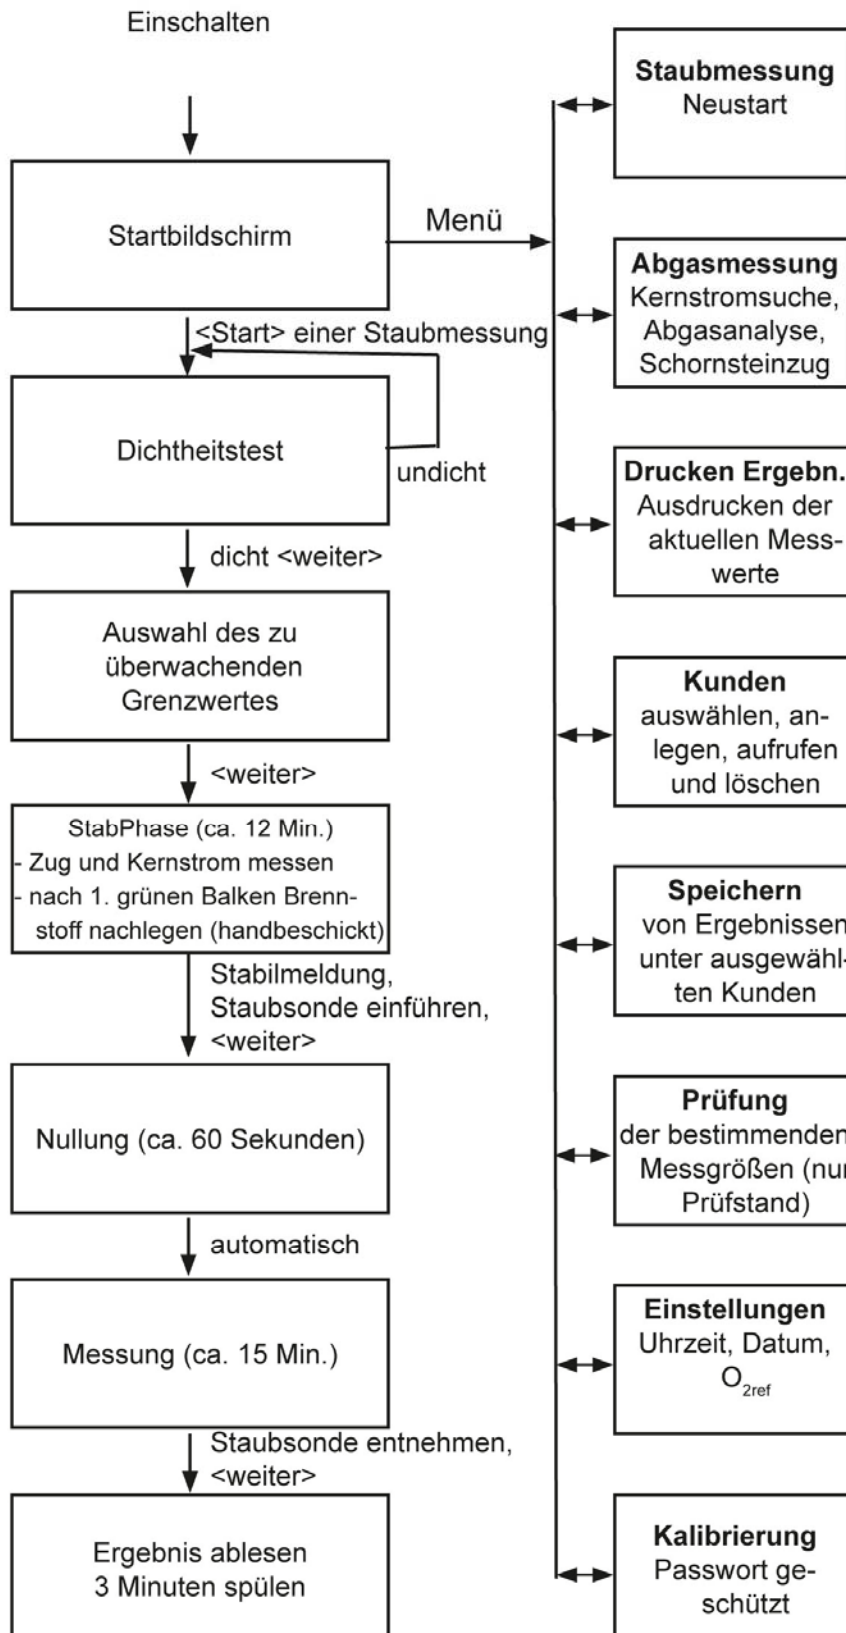 Einschalten
Startbildschirm
Menü
<Start> einer Staubmessung
Dichtheitstest
undicht
dicht <weiter>
Auswahl des zu
überwachenden
Grenzwertes
<weiter>
StabPhase (ca. 12 Min.)
- Zug und Kernstrom messen
- nach 1. grünen Balken Brenn-
stoff nachlegen (handbeschickt)
Stabilmeldung,
Staubsonde einführen,
<weiter>
Nullung (ca. 60 Sekunden)
automatisch
Messung (ca. 15 Min.)
Staubsonde entnehmen,
<weiter>
Ergebnis ablesen
3 Minuten spülen
Staubmessung
Neustart
Abgasmessung
Kernstromsuche,
Abgasanalyse,
Schornsteinzug
Drucken Ergebn.
Ausdrucken der
aktuellen Mess-
werte
Kunden
auswählen, an-
legen, aufrufen
und löschen
Speichern
von Ergebnissen
unter ausgewähl-
ten Kunden
Prüfung
der bestimmenden
Messgrößen (nur
Prüfstand)
Einstellungen
Uhrzeit, Datum,
O2ref
Kalibrierung
Passwort ge-
schützt